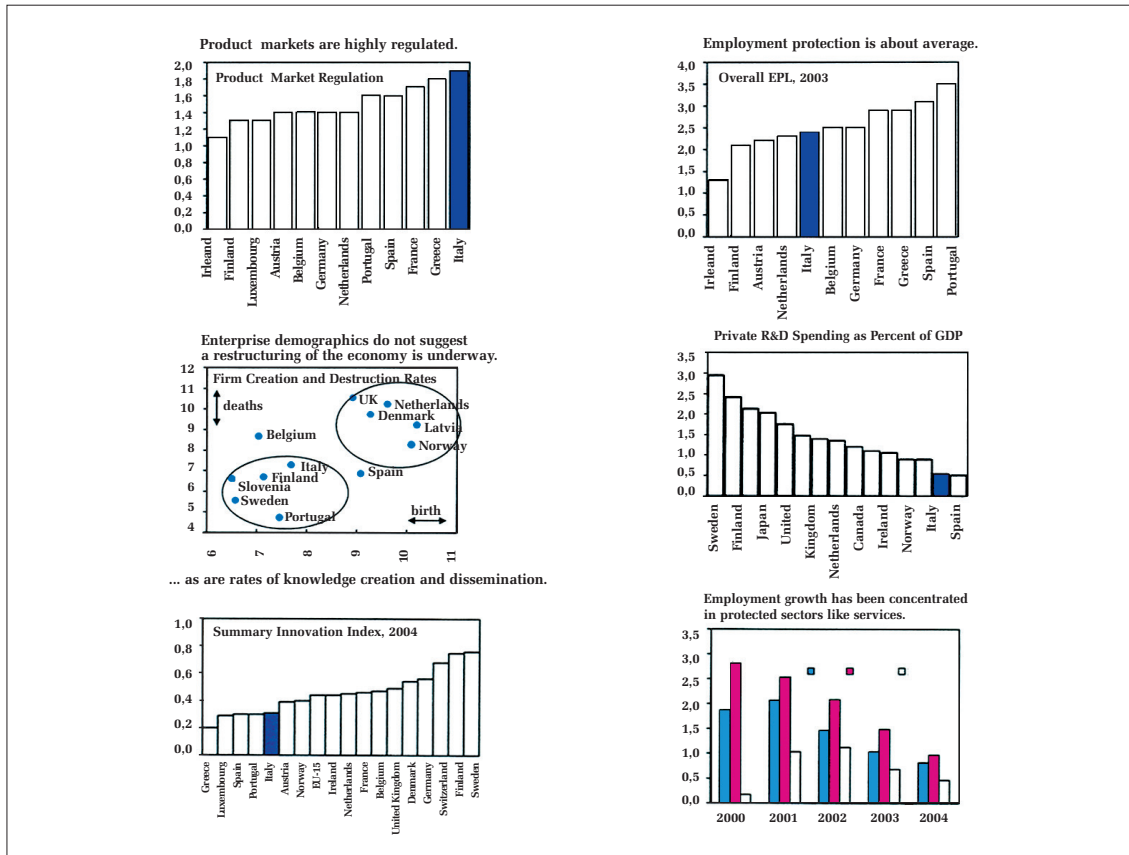 Product markets are highly regulated.
Product Market Regulation
2,0
1,8
1,6
1,4
1,2
1,0
0,8
0,6
0,4
0,2
0,0
Irleand
Finland
Luxembourg
Austria
Belgium
Germany
Netherlands
Portugal
Spain
France
Greece
Italy
Employment protection is about average.
Overall EPL, 2003
4,0
3,5
3,0
2,5
2,0
1,5
1,0
0,5
0,0
Irleand
Finland
Austria
Netherlands
Italy
Belgium
Germany
France
Greece
Spain
Portugal
Enterprise demographics do not suggest
a restructuring of the economy is underway.
Firm Creation and Destruction Rates
12
11
10
9
8
7
6
5
4
deaths
UK
Netherlands
Denmark
Latvia
Norway
Belgium
Spain
Italy
Finland
Slovenia
Sweden
Portugal
birth
6
7
8
9
10
11
Private R&D Spending as Percent of GDP
3,5
3,0
2,5
2,0
1,5
1,0
0,5
0,0
Sweden
Finland
Japan
United
Kingdom
Netherlands
Canada
Ireland
Norway
Italy
Spain
... as are rates of knowledge creation and dissemination.
Summary Innovation Index, 2004
1,0
0,8
0,6
0,4
0,2
0,0
Greece
Luxembourg
Spain
Portugal
Italy
Austria
Norway
EU-15
Ireland
Netherlands
France
Belgium
United Kingdom
Denmark
Germany
Switzerland
Finland
Sweden
Employment growth has been concentrated
in protected sectors like services.
3,5
3,0
2,5
2,0
1,5
1,0
0,5
0,0
2000
2001
2002
2003
2004